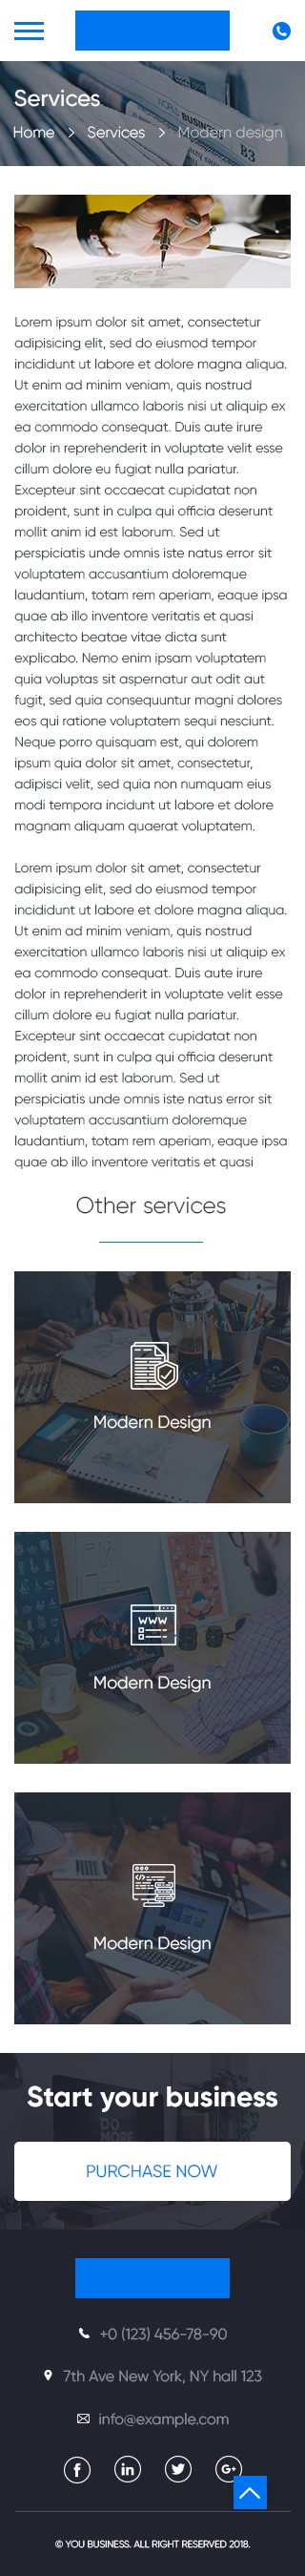 Services
Home > Services > Modern design
Lorem ipsum dolor sit amet, consectetur
adipisicing elit, sed do eiusmod tempor
incididunt ut labore et dolore magna aliqua.
Ut enim ad minim veniam, quis nostrud
exercitation ullamco laboris nisi ut aliquip ex
ea commodo consequat. Duis aute irure
dolor in reprehenderit in voluptate velit esse
cillum dolore eu fugiat nulla pariatur.
Excepteur sint occaecat cupidatat non
proident, sunt in culpa qui officia deserunt
mollit anim id est laborum. Sed ut
perspiciatis unde omnis iste natus error sit
voluptatem accusantium doloremque
laudantium, totam rem aperiam, eaque ipsa
quae ab illo inventore veritatis et quasi
architecto beatae vitae dicta sunt
explicabo. Nemo enim ipsam voluptatem
quia voluptas sit aspernatur aut odit aut
fugit, sed quia consequuntur magni dolores
eos qui ratione voluptatem sequi nesciunt.
Neque porro quisquam est, qui dolorem
ipsum quia dolor sit amet, consectetur,
adipisci velit, sed quia non numquam eius
modi tempora incidunt ut labore et dolore
magnam aliquam quaerat voluptatem.
Lorem ipsum dolor sit amet, consectetur
adipisicing elit, sed do eiusmod tempor
incididunt ut labore et dolore magna aliqua.
Ut enim ad minim veniam, quis nostrud
exercitation ullamco laboris nisi ut aliquip ex
ea commodo consequat. Duis aute irure
dolor in reprehenderit in voluptate velit esse
cillum dolore eu fugiat nulla pariatur.
Excepteur sint occaecat cupidatat non
proident, sunt in culpa qui officia deserunt
mollit anim id est laborum. Sed ut
perspiciatis unde omnis iste natus error sit
voluptatem accusantium doloremque
laudantium, totam rem aperiam, eaque ipsa
quae ab illo inventore veritatis et quasi
Other services
Modern Design
WWW
Modern Design
Modern Design
Start your business
DO
MORE.
PURCHASE NOW
+0 (123) 456-78-90
7th Ave New York, NY hall 123
info@example.com
© YOU BUSINESS. ALL RIGHT RESERVED 2018.